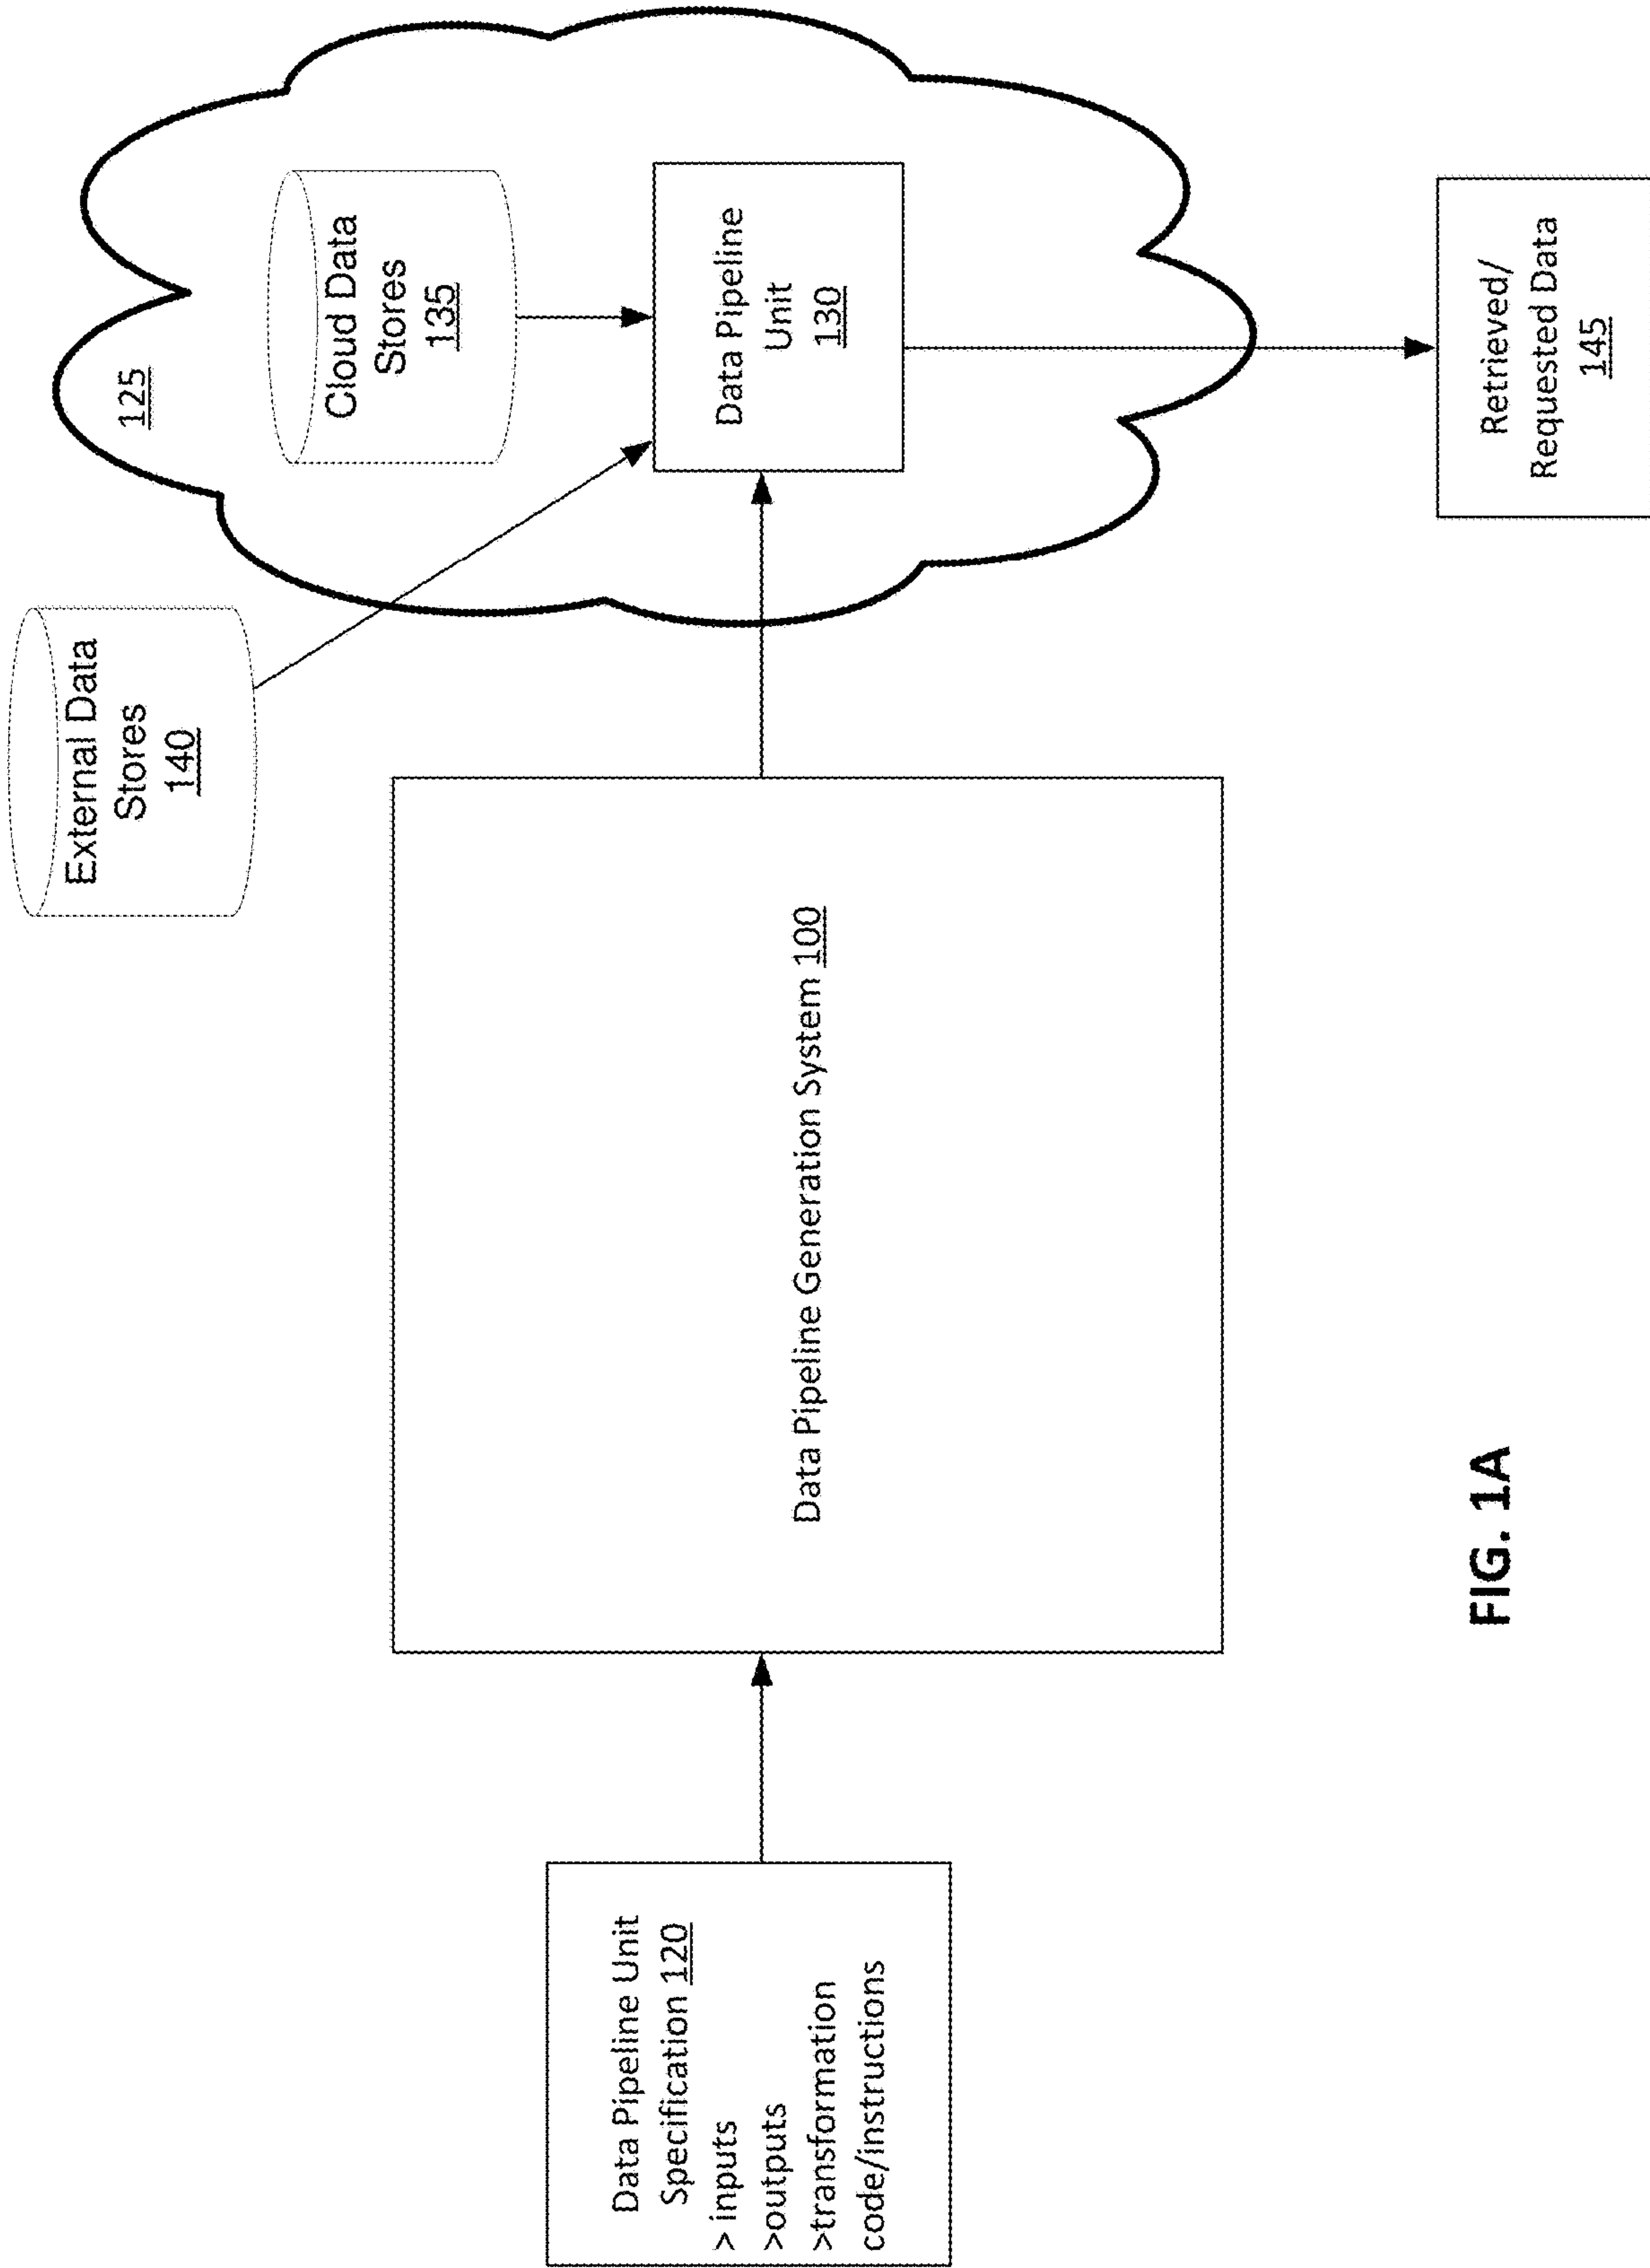 Data Pipeline Unit
Specification 120
> inputs
>outputs
>transformation
code/instructions
Data Pipeline Generation System 100
External Data
Stores
140
125
Cloud Data
Stores
135
Data Pipeline
Unit
130
Retrieved/
Requested Data
145
FIG. 1A